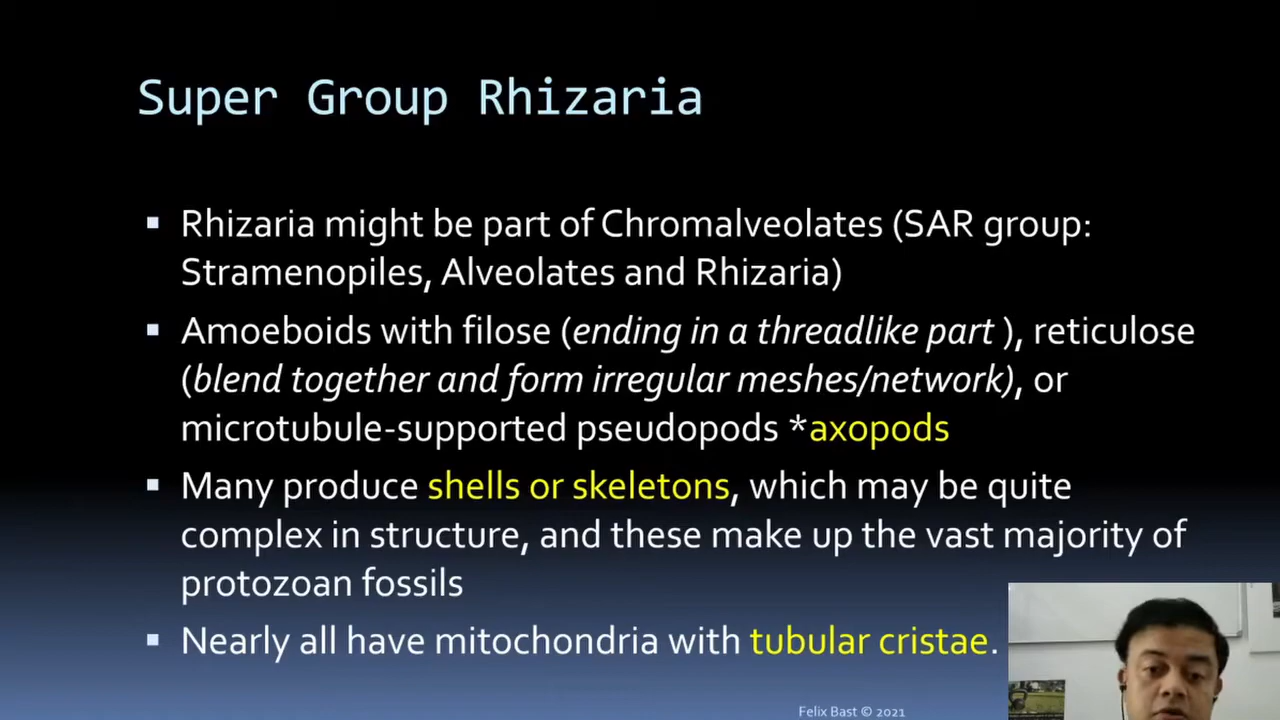 Super Group Rhizaria
▪ Rhizaria might be part of Chromalveolates (SAR group:
Stramenopiles, Alveolates and Rhizaria)
▪ Amoeboids with filose (ending in a threadlike part ), reticulose
(blend together and form irregular meshes/network), or
microtubule-supported pseudopods *axopods
▪ Many produce shells or skeletons, which may be quite
complex in structure, and these make up the vast majority of
protozoan fossils
▪ Nearly all have mitochondria with tubular cristae.
Felix Bast © 2021